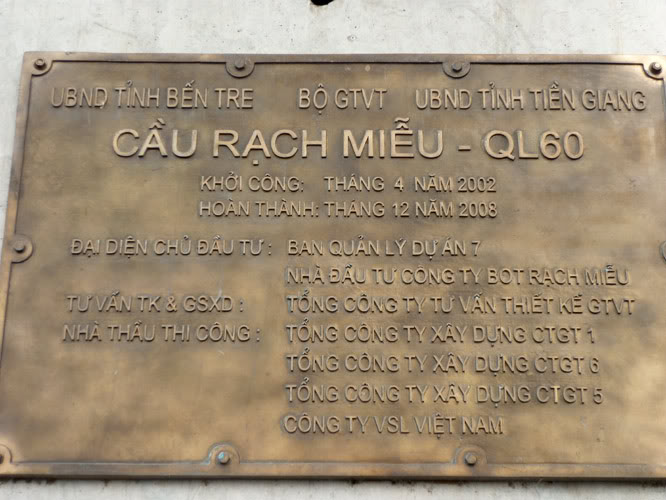 UBND TỈNH BẾN TRE BỘ GTVT UBND TỈNH TIỀN GIANG
CẦU RẠCH MIỄU - QL60
KHỞI CÔNG: THÁNG 4 NĂM 2002
HOÀN THÀNH: THÁNG 12 NĂM 2008
ĐẠI DIỆN CHỦ ĐẦU TƯ : BAN QUẢN LÝ DỰ ÁN 7
NHÀ ĐẦU TƯ CÔNG TY BOT RẠCH MIỄU
TƯ VẤN TK & GSXD : TỔNG CÔNG TY TƯ VẤN THIẾT KẾ GTVT
NHÀ THẦU THI CÔNG : TỔNG CÔNG TY XÂY DỰNG CTGT 1
TỔNG CÔNG TY XÂY DỰNG CTGT 6
TỔNG CÔNG TY XÂY DỰNG CTGT 5
CÔNG TY VSL VIỆT NAM